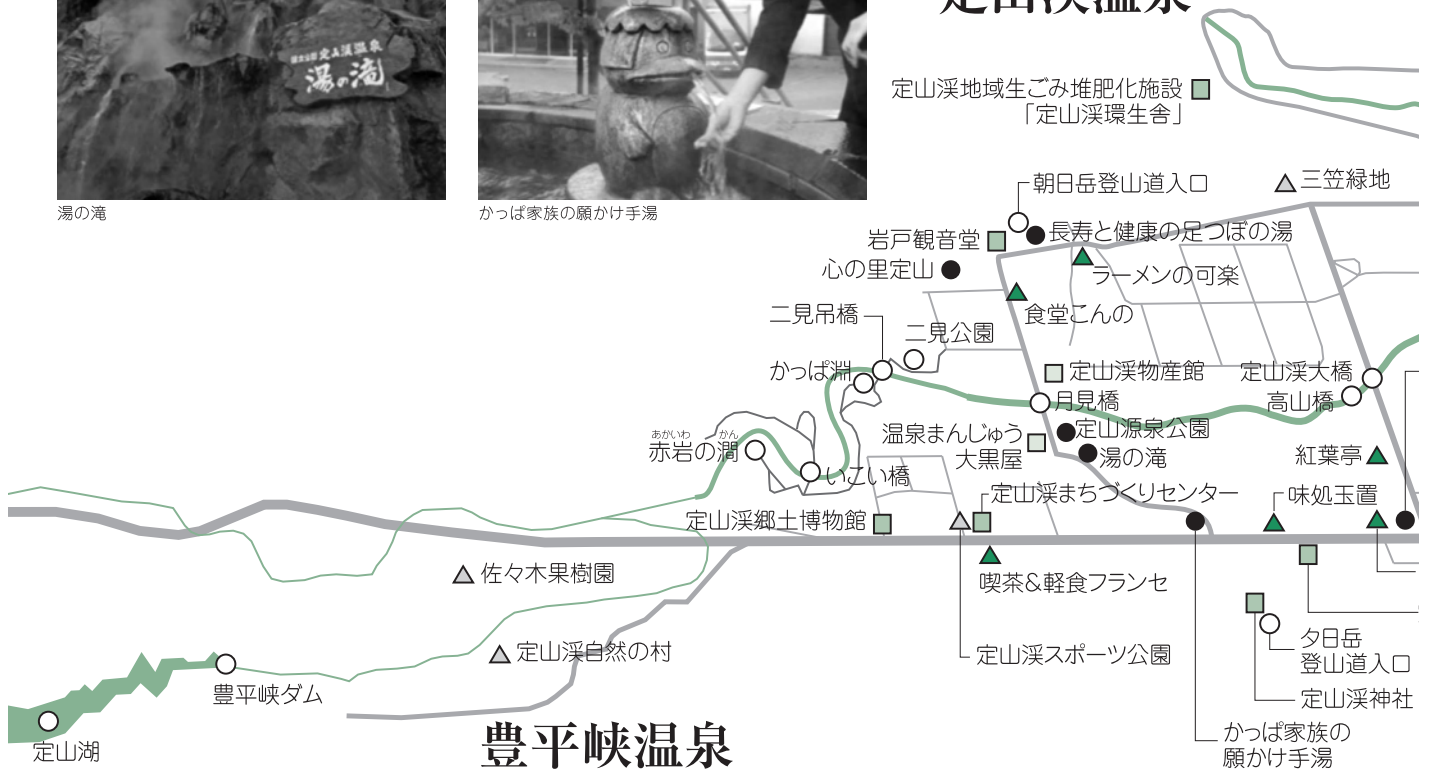 定山渓温泉
国立公園 定山渓温泉
湯の滝
湯の滝
かっぱ家族の願かけ手湯
定山渓地域生ごみ堆肥化施設
「定山渓環生舎」
朝日岳登山道入口
三笠緑地
岩戸観音堂
長寿と健康の足つぼの湯
心の里定山
ラーメンの可楽
食堂こんの
二見吊橋
二見公園
かっぱ淵
定山渓物産館
定山渓大橋
月見橋
高山橋
温泉まんじゅう
大黒屋
定山源泉公園
湯の滝
あかいわ かん
赤岩の澗
いこい橋
紅葉亭
定山渓まちづくりセンター
味処玉置
定山渓郷土博物館
佐々木果樹園
喫茶&軽食フランセ
定山渓自然の村
定山渓スポーツ公園
夕日岳
登山道入口
豊平峡ダム
定山渓神社
定山湖
豊平峡温泉
かっぱ家族の
願かけ手湯